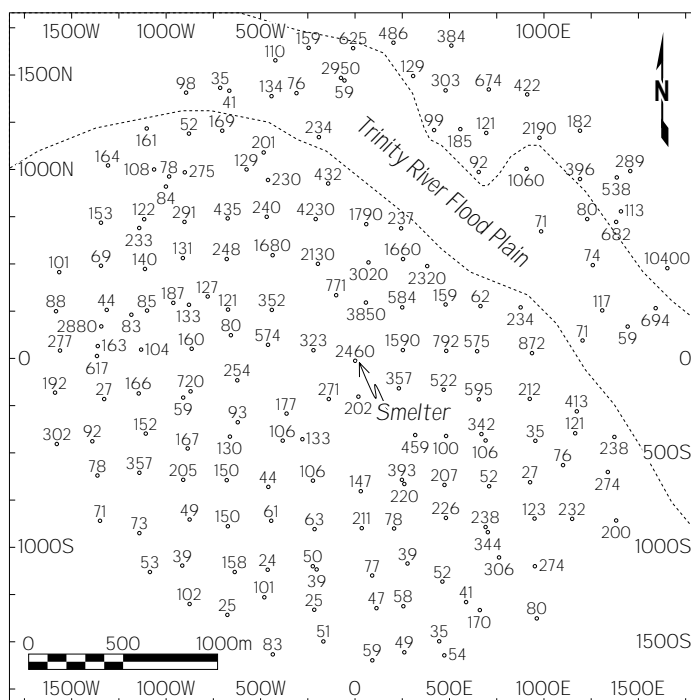 1500W 1000W 500W 1000E
159 625 486 384
110
1500N
2950
129
98 35 134 76 59 303 674 422
41
N
161 52 169 234 99 185 121 2190 182
Trinity River Flood Plain
201
164 108 78 275 129 432 92 396 289
1000N
84 230 1060 538
153 122 291 435 240 4230 1790 237 71 80 113
233 682
101 69 140 131 248 1680 2130 1660 74 10400
3020 2320
187 127 771
88 44 85 133 121 352 3850 584 159 62 117
2880 83 234 694
277 163 104 160 80 574 323 2460 1590 792 575 872 71 59
0 0
617
192 27 166 720 254 271 357 522 595 212
59 177 202 Smelter 413
302 92 152 167 93 106 133 459 100 342 35 121
130 106 238
500S
78 357 205 150 44 106 147 393 207 52 27 76 274
220
71 73 49 150 61 63 211 78 226 238 123 232 200
1000S 1000S
344
53 39 158 24 50 77 39 52 306 274
39
102 25 101 25 47 58 41 170 80
0 500 1000m
83 51 59 49 35 54
1500S
1500W 1000W 500W 0 500E 1000E 1500E